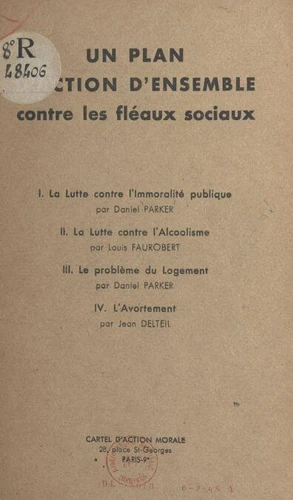 8º R
48406
UN PLAN
CTION D'ENSEMBLE
contre les fléaux sociaux
I. La Lutte contre l'Immoralité publique
par Daniel PARKER
II. La Lutte contre l'Alcoolisme
par Louis FAUROBERT
III. Le problème du Logement
par Daniel PARKER
IV. L'Avortement
par Jean DELTEIL
CARTEL D'ACTION MORALE
28, place St-Georges
PARIS-9e